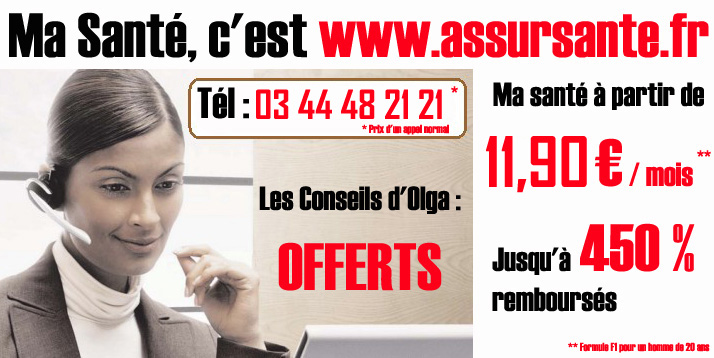 Ma Santé, c'est www.assursante.fr
Tél : 03 44 48 21 21 *
* Prix d'un appel normal
Les Conseils d'Olga :
OFFERTS
Ma santé à partir de
11,90 € / mois **
Jusqu'à 450 %
remboursés
** Formule F1 pour un homme de 20 ans